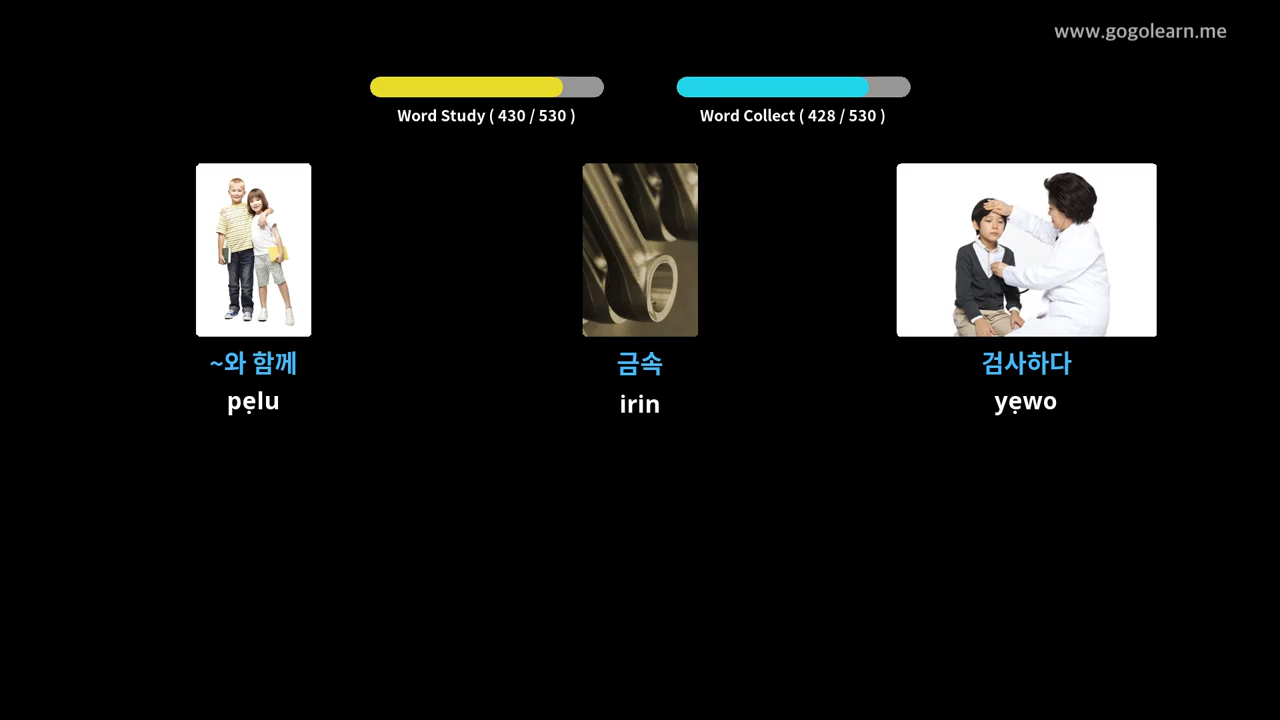 www.gogolearn.me
Word Study ( 430 / 530 )
Word Collect ( 428 / 530 )
~와 함께
pẹlu
금속
irin
검사하다
yẹwo